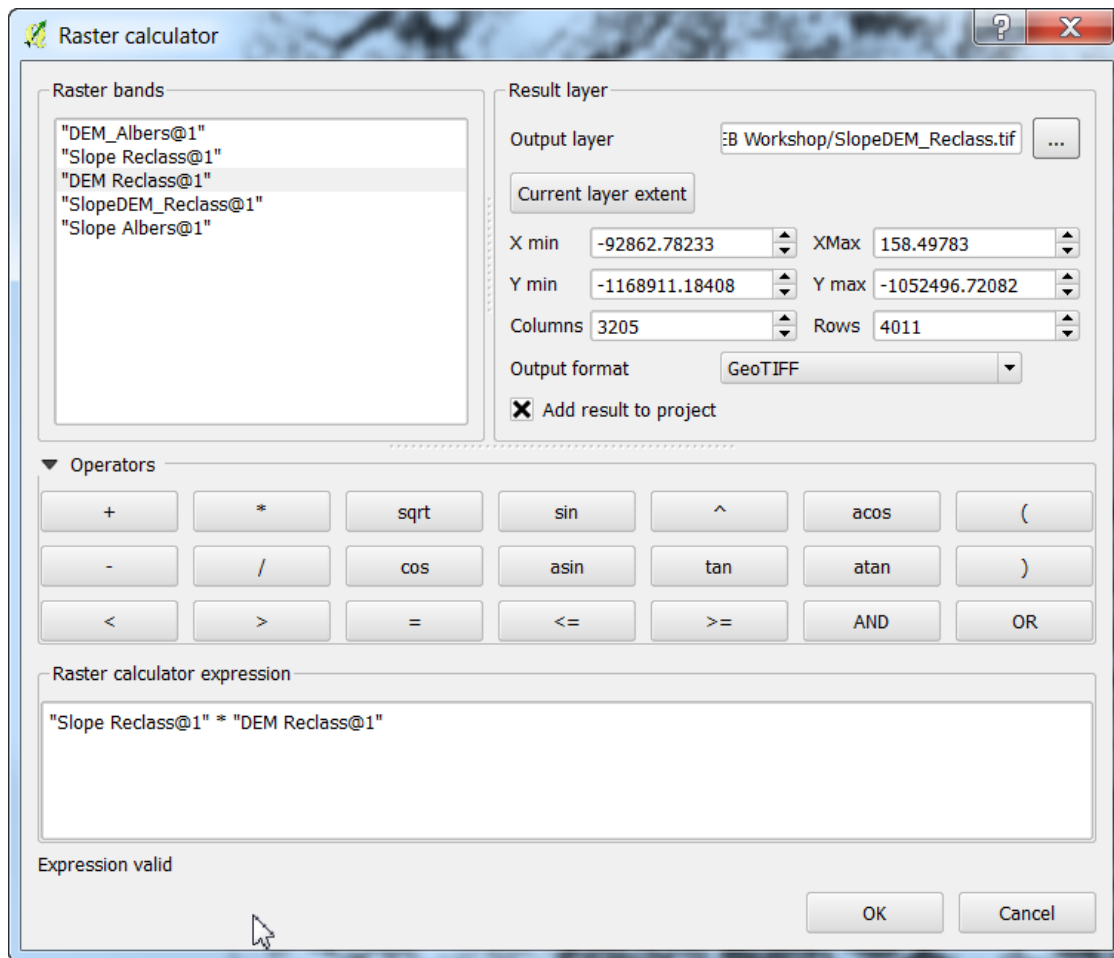 Raster calculator
Raster bands
"DEM_Albers@1"
"Slope Reclass@1"
"DEM Reclass@1"
"SlopeDEM_Reclass@1"
"Slope Albers@1"
Result layer
Output layer EB Workshop/SlopeDEM_Reclass.tif ...
Current layer extent
X min -92862.78233 XMax 158.49783
Y min -1168911.18408 Y max -1052496.72082
Columns 3205 Rows 4011
Output format GeoTIFF
Add result to project
Operators
+ * sqrt sin ^ acos (
- / cos asin tan atan )
< > = <= >= AND OR
Raster calculator expression
"Slope Reclass@1" * "DEM Reclass@1"
Expression valid
OK Cancel